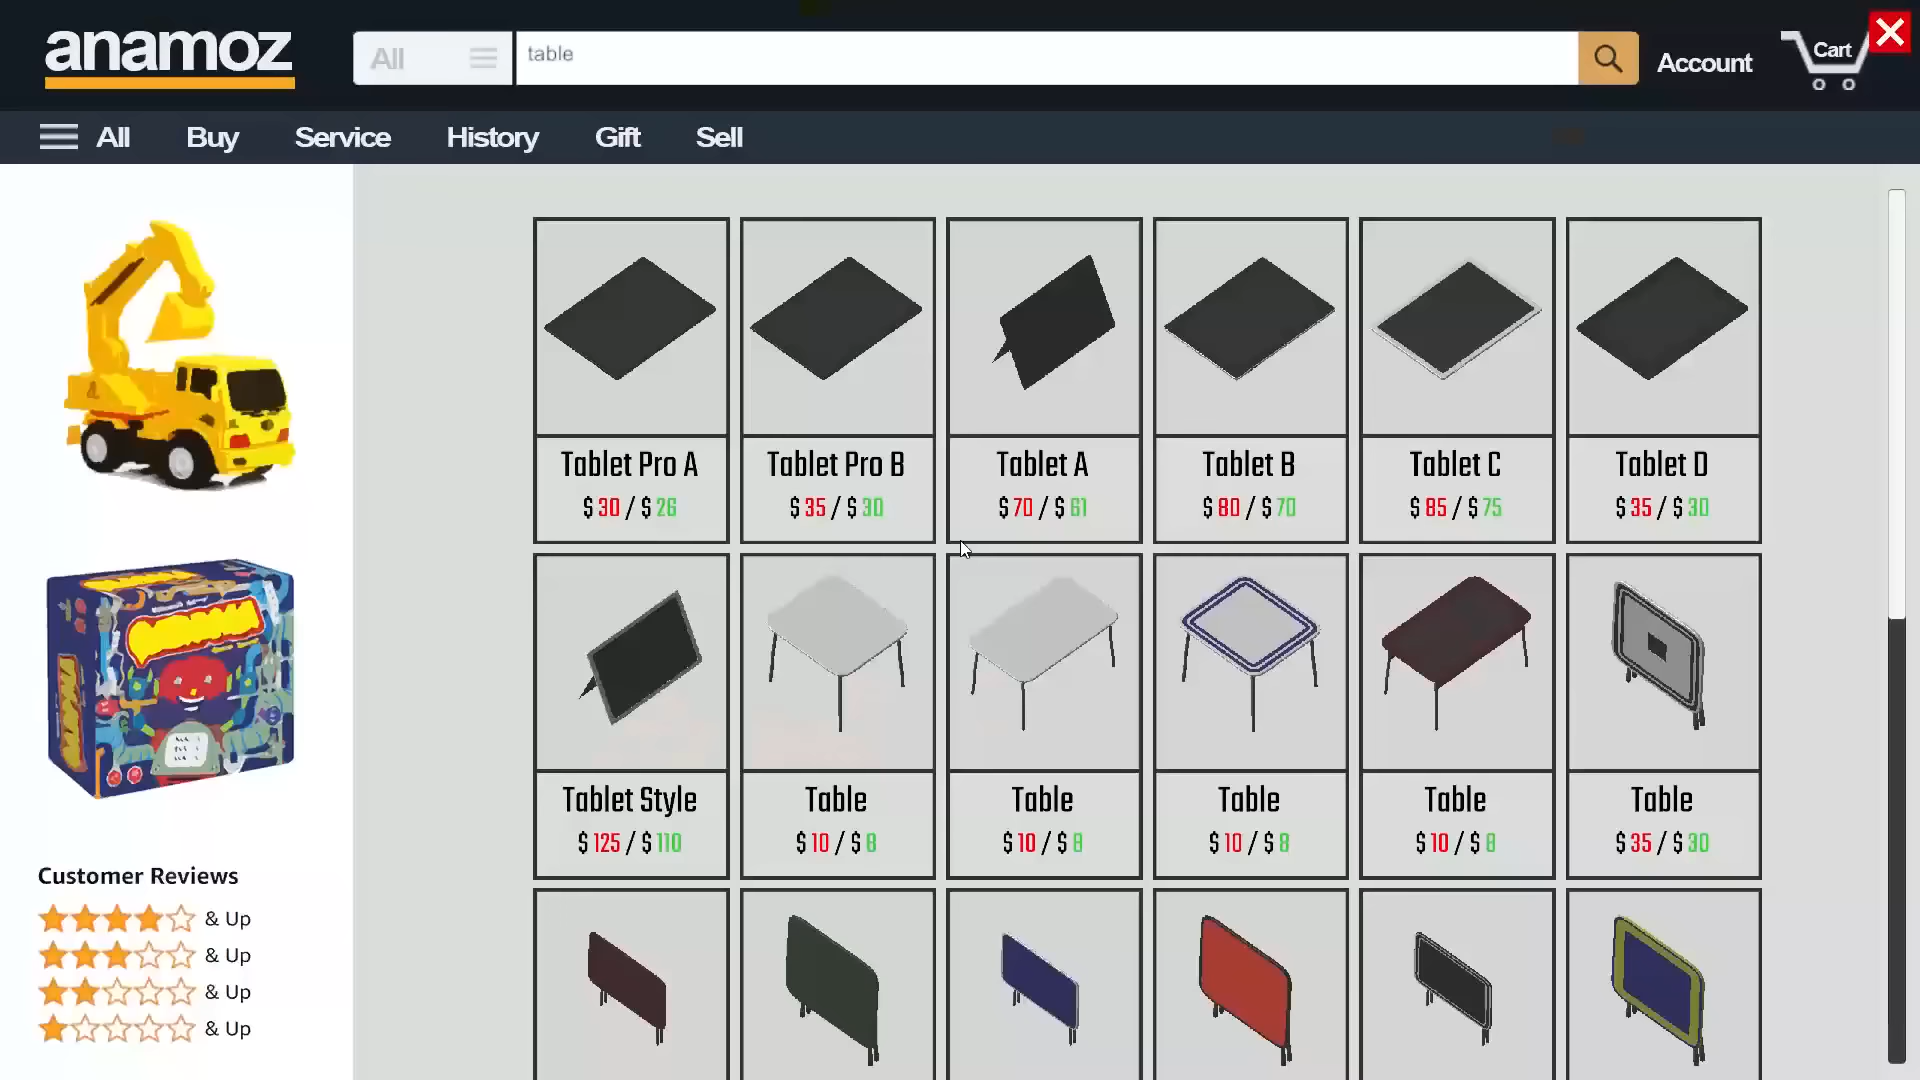 anamoz
All
table
Account
Cart
All Buy Service History Gift Sell
Tablet Pro A
$ 30 / $ 26
Tablet Pro B
$ 35 / $ 30
Tablet A
$ 70 / $ 61
Tablet B
$ 80 / $ 70
Tablet C
$ 85 / $ 75
Tablet D
$ 35 / $ 30
Tablet Style
$ 125 / $ 110
Table
$ 10 / $ 8
Table
$ 10 / $ 8
Table
$ 10 / $ 8
Table
$ 10 / $ 8
Table
$ 35 / $ 30
Customer Reviews
& Up
& Up
& Up
& Up